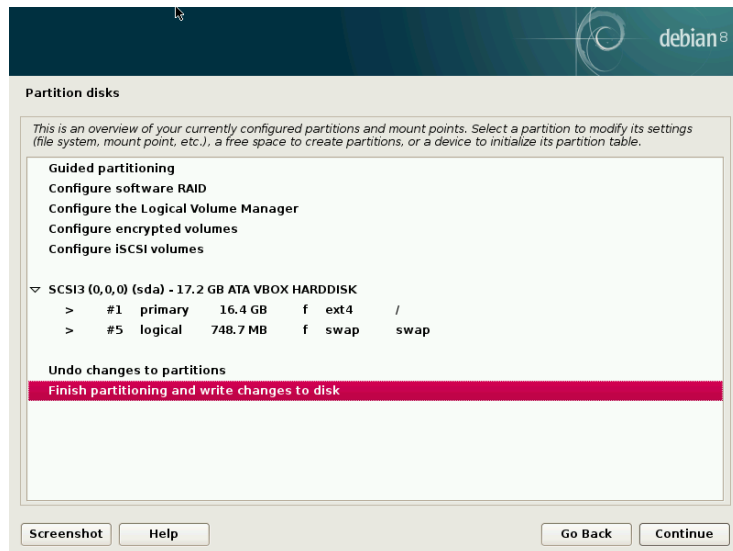 debian 8
Partition disks
This is an overview of your currently configured partitions and mount points. Select a partition to modify its settings
(file system, mount point, etc.), a free space to create partitions, or a device to initialize its partition table.
Guided partitioning
Configure software RAID
Configure the Logical Volume Manager
Configure encrypted volumes
Configure iSCSI volumes
SCSI3 (0,0,0) (sda) - 17.2 GB ATA VBOX HARDDISK
> #1 primary 16.4 GB f ext4 /
> #5 logical 748.7 MB f swap swap
Undo changes to partitions
Finish partitioning and write changes to disk
Screenshot Help Go Back Continue